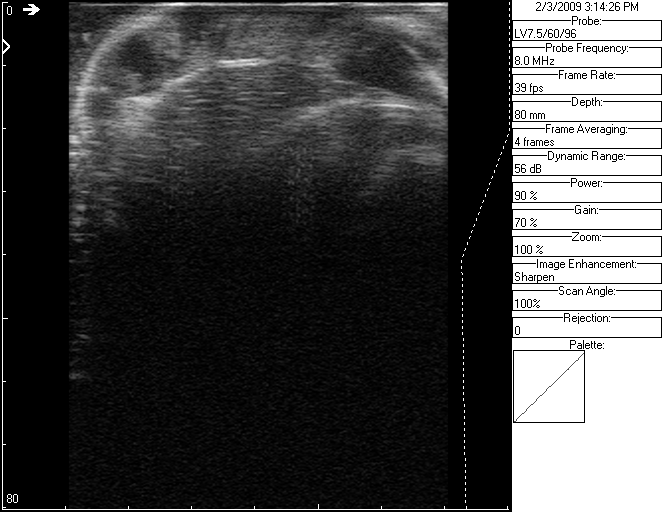 0
80
2/3/2009 3:14:26 PM
Probe:
LV7.5/60/96
Probe Frequency:
8.0 MHz
Frame Rate:
39 fps
Depth:
80 mm
Frame Averaging:
4 frames
Dynamic Range:
56 dB
Power:
90 %
Gain:
70 %
Zoom:
100 %
Image Enhancement:
Sharpen
Scan Angle:
100%
Rejection:
0
Palette: